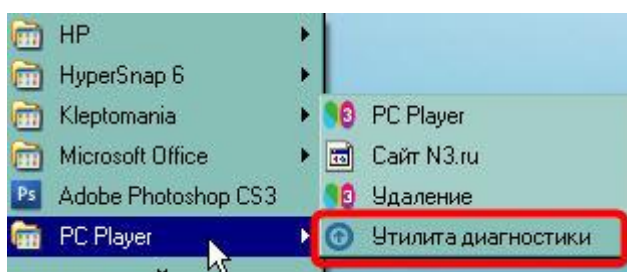 HP
HyperSnap 6
Kleptomania
Microsoft Office
Adobe Photoshop CS3
PC Player
PC Player
Сайт N3.ru
Удаление
Утилита диагностики